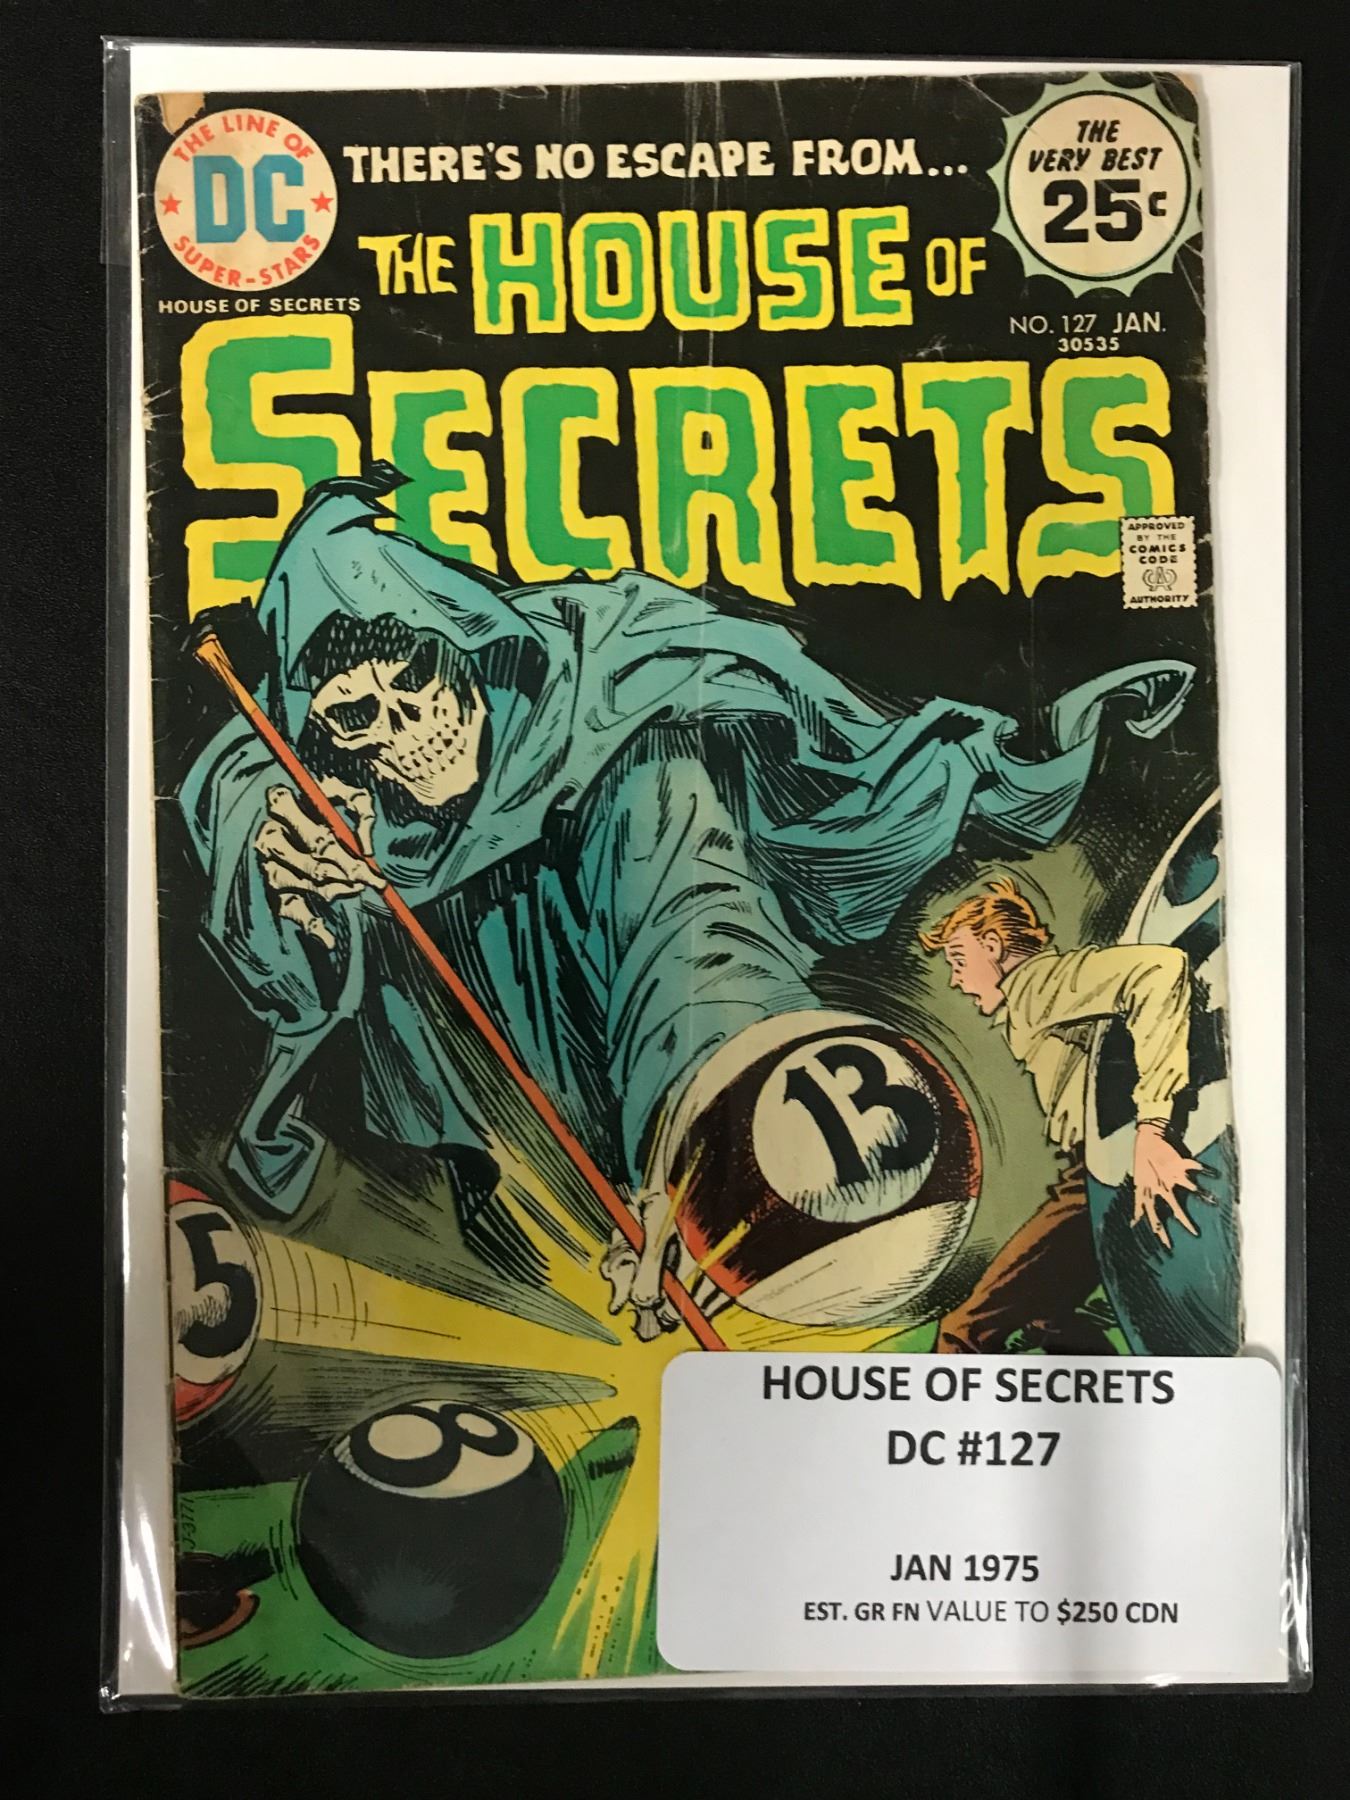 THE LINE OF
DC
SUPER-STARS
HOUSE OF SECRETS
THERE'S NO ESCAPE FROM...
THE HOUSE OF
SECRETS
THE
VERY BEST
25¢
NO. 127 JAN.
30535
APPROVED
BY THE
COMICS
CODE
CA
AUTHORITY
13
5
8
J-3771
HOUSE OF SECRETS
DC #127
JAN 1975
EST. GR FN VALUE TO $250 CDN